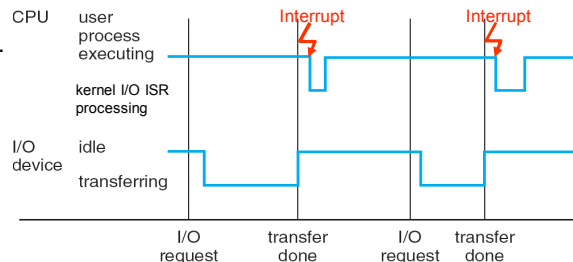 CPU
user
process
executing
Interrupt
Interrupt
kernel I/O ISR
processing
I/O
device
idle
transferring
I/O
request
transfer
done
I/O
request
transfer
done